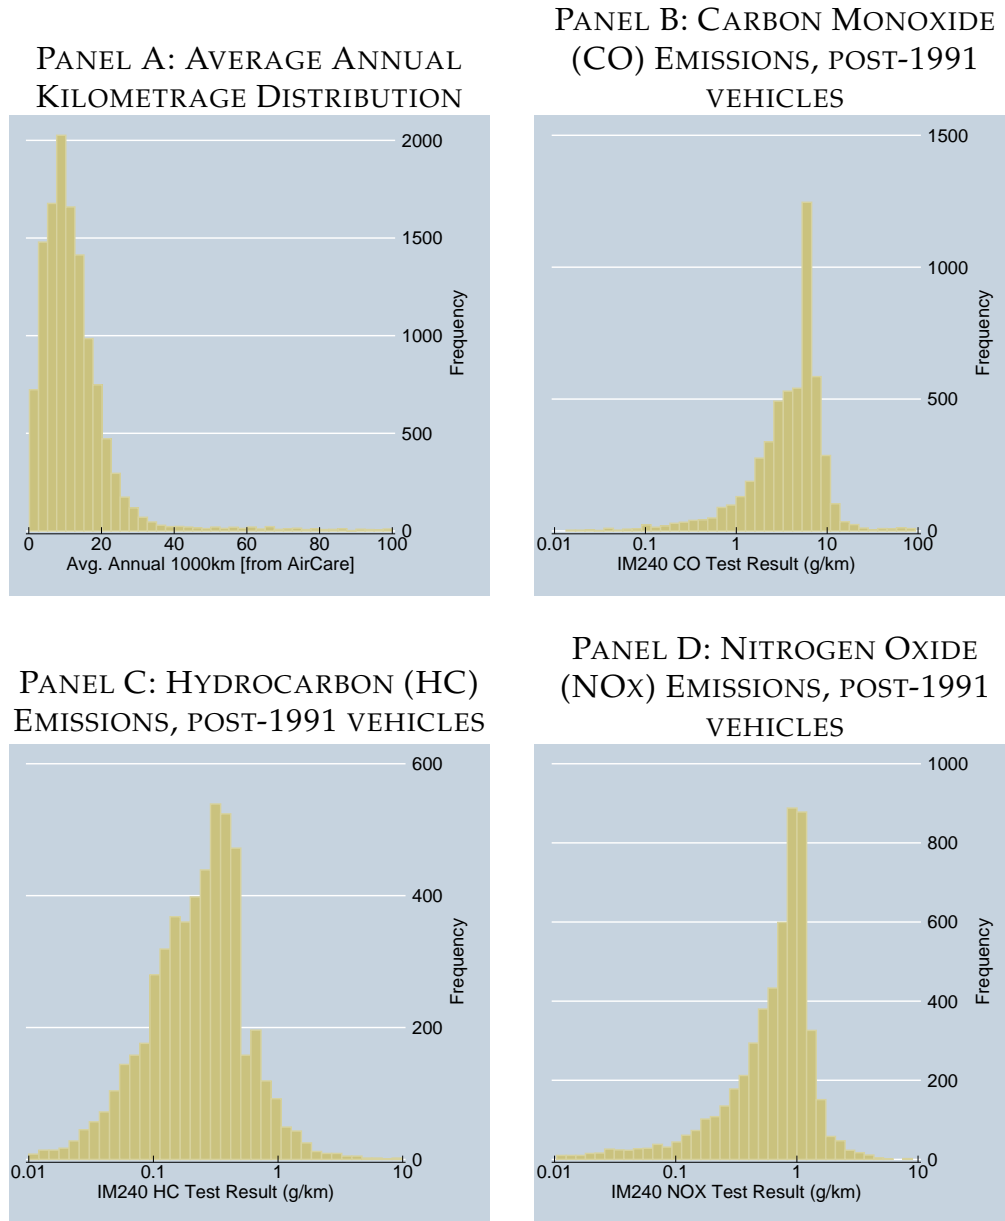 PANEL A: AVERAGE ANNUAL
KILOMETRAGE DISTRIBUTION
2000
1500
1000
500
0
Frequency
0 20 40 60 80 100
Avg. Annual 1000km [from AirCare]
PANEL B: CARBON MONOXIDE
(CO) EMISSIONS, POST-1991
VEHICLES
1500
1000
500
0
Frequency
0.01 0.1 1 10 100
IM240 CO Test Result (g/km)
PANEL C: HYDROCARBON (HC)
EMISSIONS, POST-1991 VEHICLES
600
400
200
0
Frequency
0.01 0.1 1 10
IM240 HC Test Result (g/km)
PANEL D: NITROGEN OXIDE
(NOX) EMISSIONS, POST-1991
VEHICLES
1000
800
600
400
200
0
Frequency
0.01 0.1 1 10
IM240 NOX Test Result (g/km)